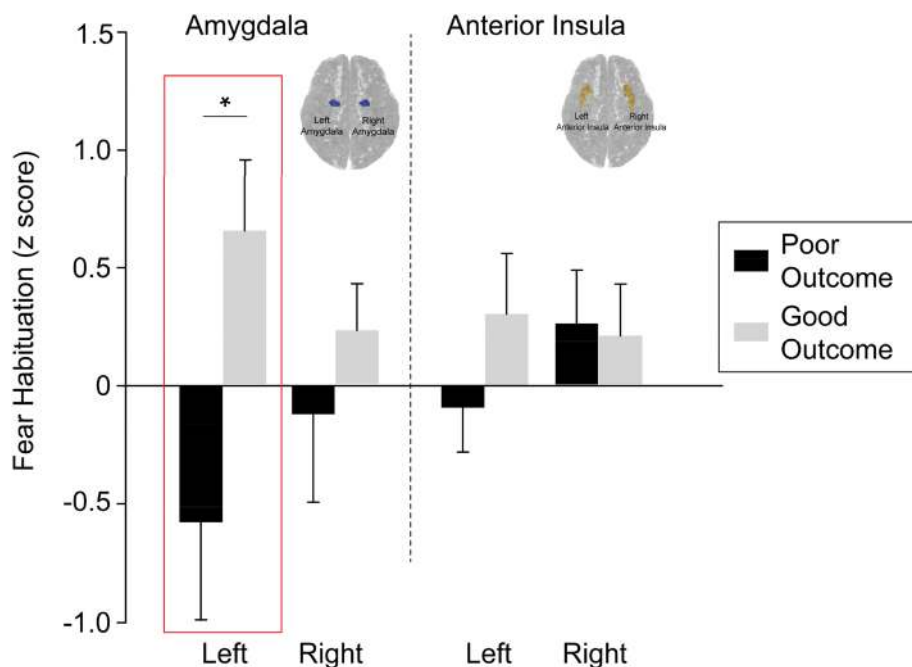 Amygdala
Anterior Insula
1.5
1.0
0.5
0
-0.5
-1.0
Fear Habituation (z score)
*
Left
Amygdala
Right
Amygdala
Left
Anterior Insula
Right
Anterior Insula
Poor
Outcome
Good
Outcome
Left
Right
Left
Right